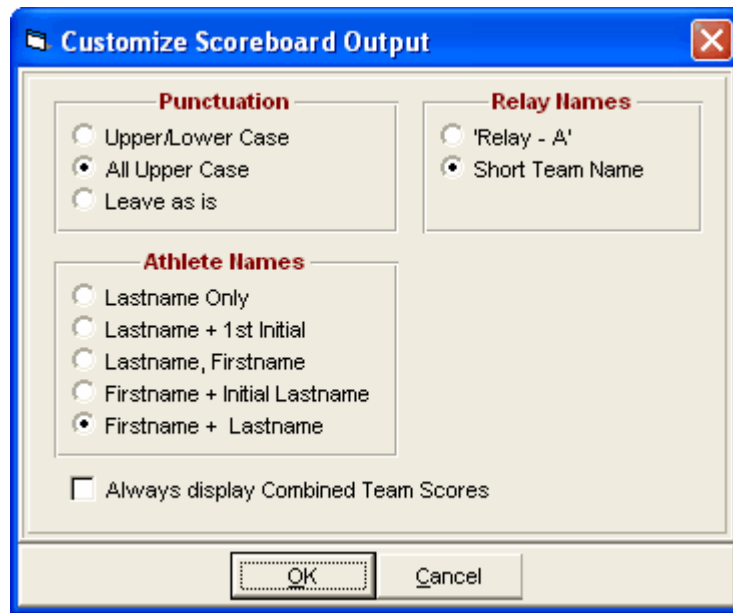 Customize Scoreboard Output
Punctuation
Upper/Lower Case
All Upper Case
Leave as is
Relay Names
'Relay - A'
Short Team Name
Athlete Names
Lastname Only
Lastname + 1st Initial
Lastname, Firstname
Firstname + Initial Lastname
Firstname + Lastname
Always display Combined Team Scores
OK
Cancel